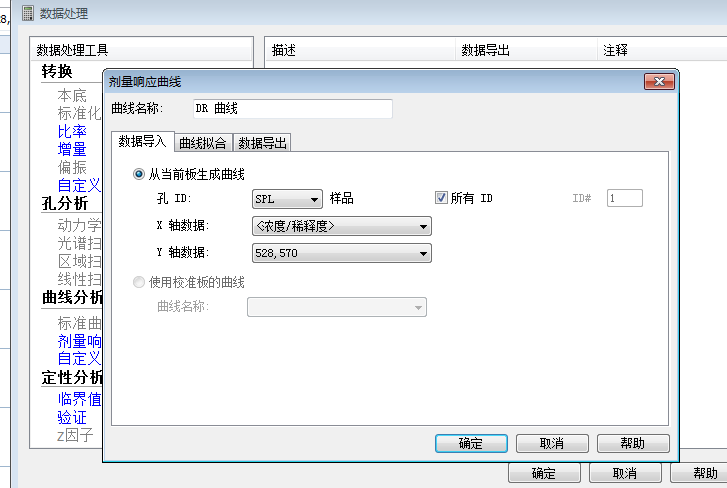 8,
数据处理
数据处理工具
描述
数据导出
注释
转换
本底
标准化
比率
增量
偏振
自定义
孔分析
动力学
光谱扫
区域扫
线性扫
曲线分析
标准曲
剂量响
自定义
定性分析
临界值
验证
z因子
剂量响应曲线
曲线名称:
DR 曲线
数据导入
曲线拟合
数据导出
从当前板生成曲线
孔 ID:
SPL
样品
所有 ID
ID#
1
X 轴数据:
<浓度/稀释度>
Y 轴数据:
528,570
使用校准板的曲线
曲线名称:
确定
取消
帮助
确定
取消
帮助